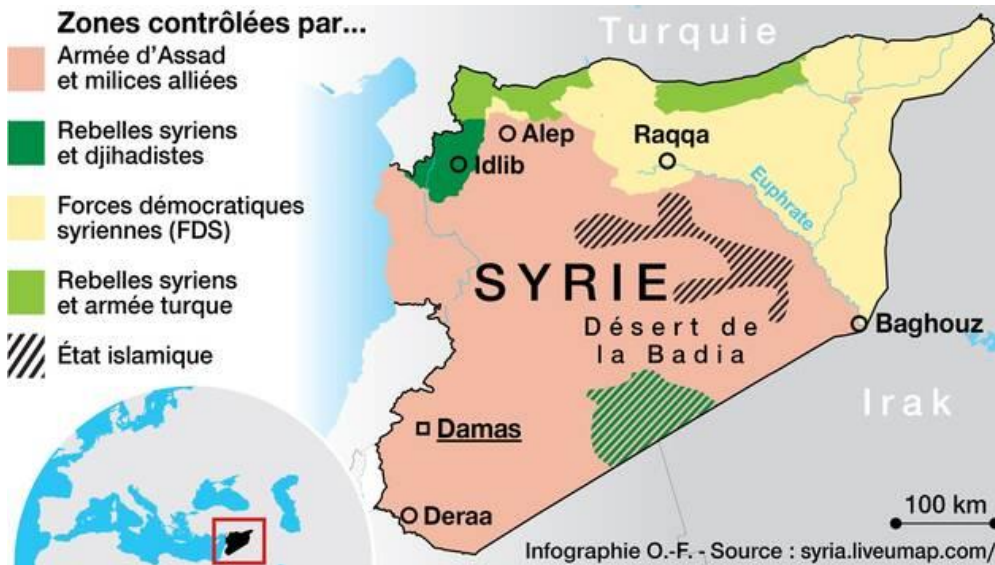 Zones contrôlées par...
Armée d'Assad
et milices alliées
Rebelles syriens
et djihadistes
Forces démocratiques
syriennes (FDS)
Rebelles syriens
et armée turque
État islamique
Turquie
Alep
Raqqa
Idlib
Euphrate
SYRIE
Désert de
la Badia
Baghouz
Irak
Damas
Deraa
100 km
Infographie O.-F. - Source : syria.liveumap.com/